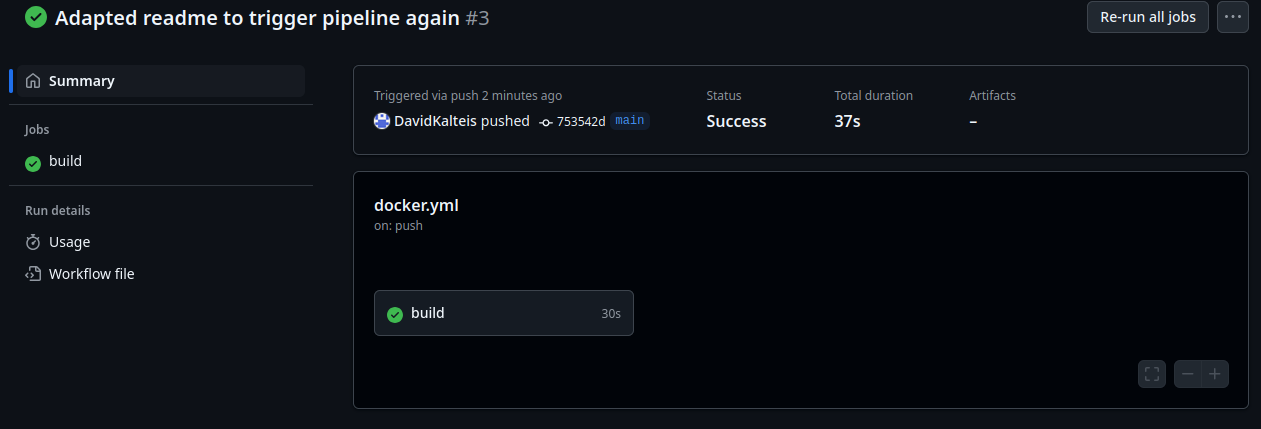 Adapted readme to trigger pipeline again #3
Re-run all jobs
Summary
Jobs
build
Run details
Usage
Workflow file
Triggered via push 2 minutes ago
DavidKalteis pushed 753542d main
Status
Success
Total duration
37s
Artifacts
–
docker.yml
on: push
build 30s